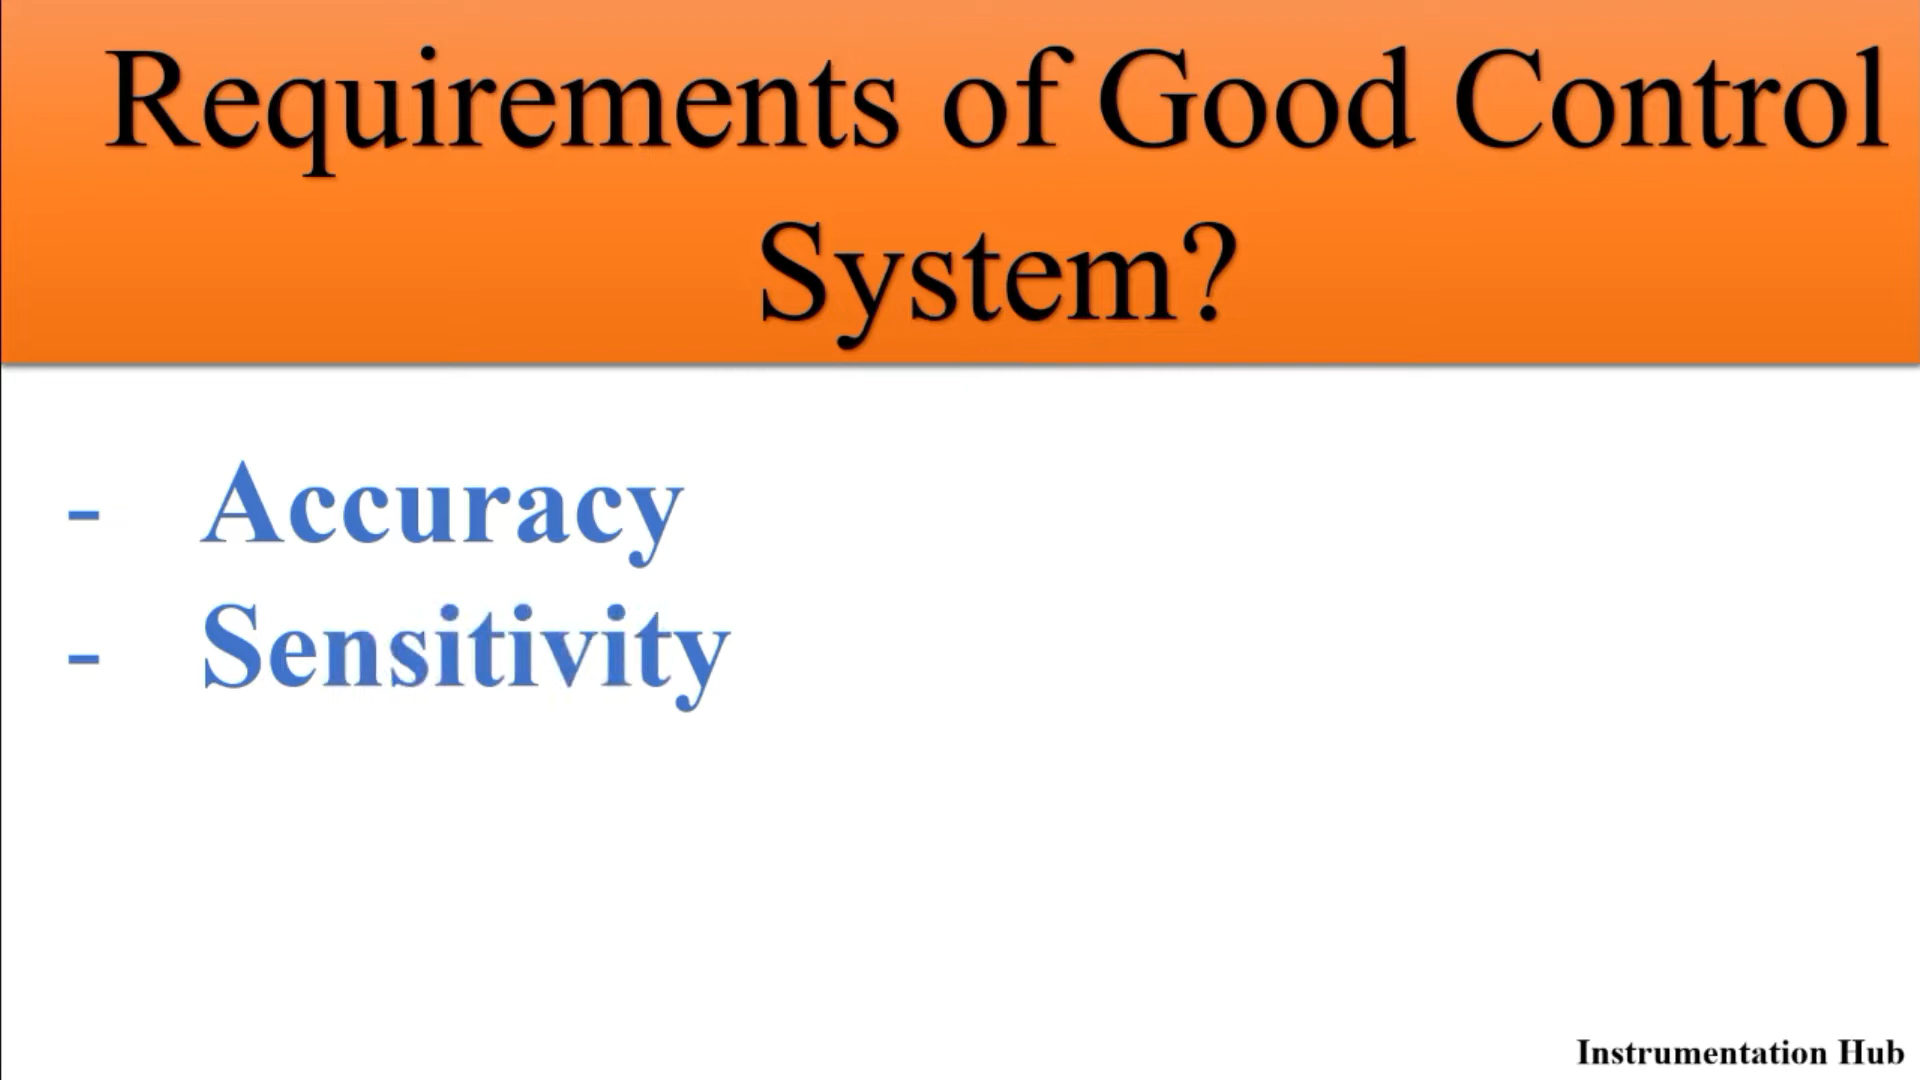 Requirements of Good Control
System?
- Accuracy
- Sensitivity
Instrumentation Hub